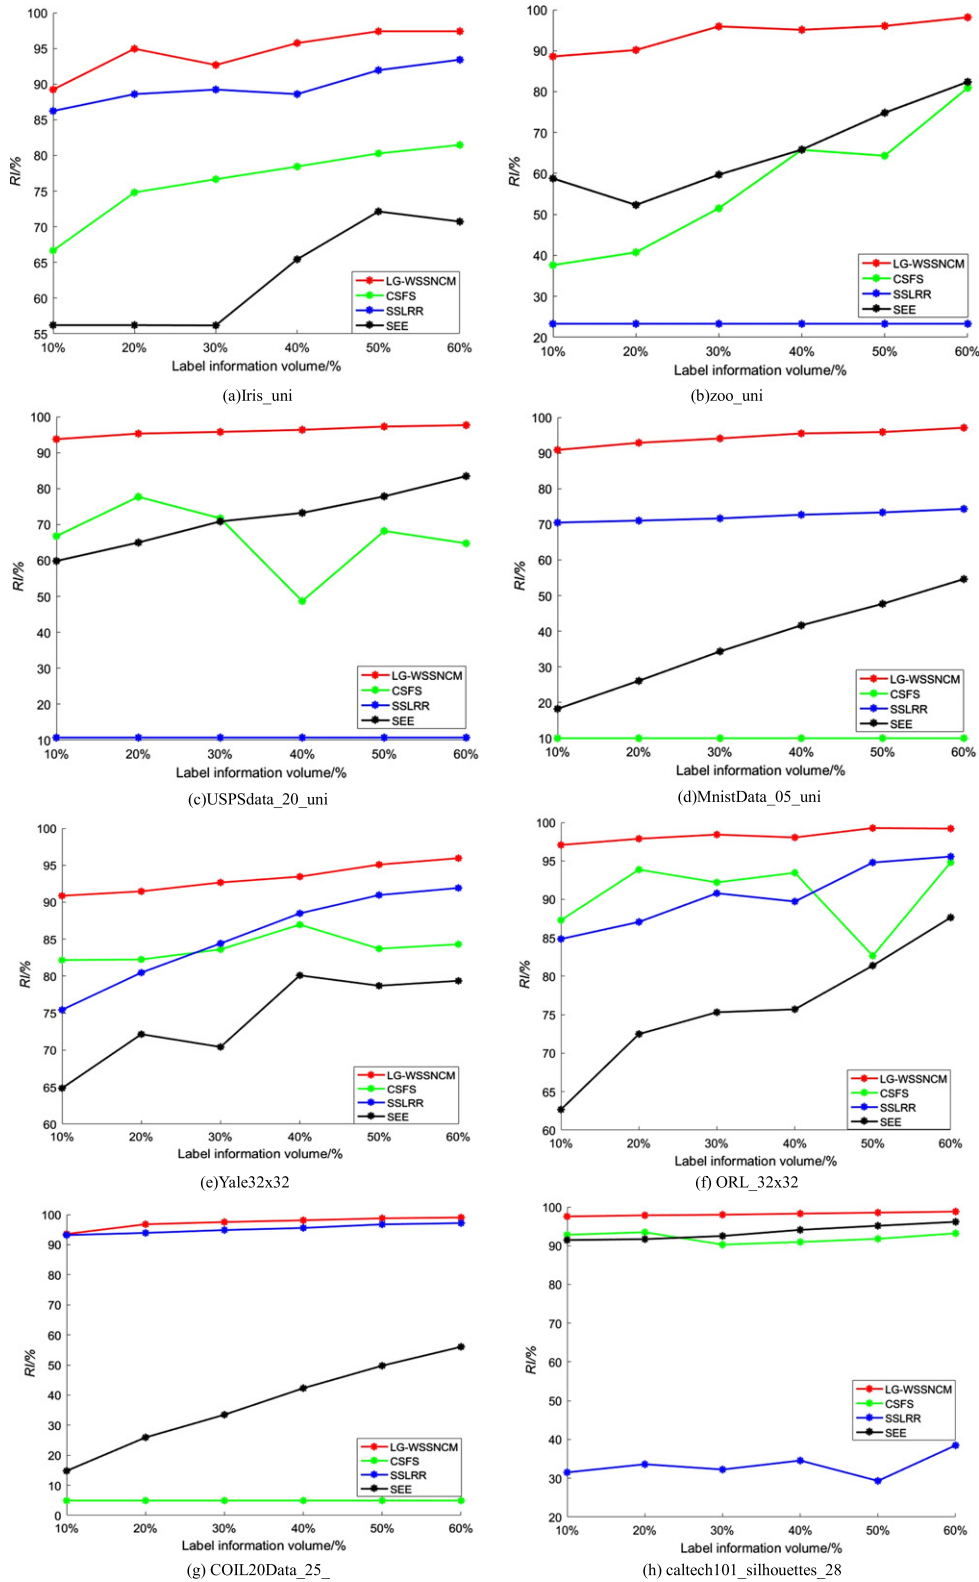 100
95
90
85
80
75
70
65
60
55
RI/%
10% 20% 30% 40% 50% 60%
Label information volume/%
LG-WSSNCM
CSFS
SSLRR
SEE
(a)Iris_uni
100
90
80
70
60
50
40
30
20
RI/%
10% 20% 30% 40% 50% 60%
Label information volume/%
LG-WSSNCM
CSFS
SSLRR
SEE
(b)zoo_uni
100
90
80
70
60
50
40
30
20
10
RI/%
10% 20% 30% 40% 50% 60%
Label information volume/%
LG-WSSNCM
CSFS
SSLRR
SEE
(c)USPSdata_20_uni
100
90
80
70
60
50
40
30
20
10
RI/%
10% 20% 30% 40% 50% 60%
Label information volume/%
LG-WSSNCM
CSFS
SSLRR
SEE
(d)MnistData_05_uni
100
95
90
85
80
75
70
65
60
RI/%
10% 20% 30% 40% 50% 60%
Label information volume/%
LG-WSSNCM
CSFS
SSLRR
SEE
(e)Yale32x32
100
95
90
85
80
75
70
65
60
RI/%
10% 20% 30% 40% 50% 60%
Label information volume/%
LG-WSSNCM
CSFS
SSLRR
SEE
(f) ORL_32x32
100
90
80
70
60
50
40
30
20
10
0
RI/%
10% 20% 30% 40% 50% 60%
Label information volume/%
LG-WSSNCM
CSFS
SSLRR
SEE
(g) COIL20Data_25_
100
90
80
70
60
50
40
30
20
RI/%
10% 20% 30% 40% 50% 60%
Label information volume/%
LG-WSSNCM
CSFS
SSLRR
SEE
(h) caltech101_silhouettes_28